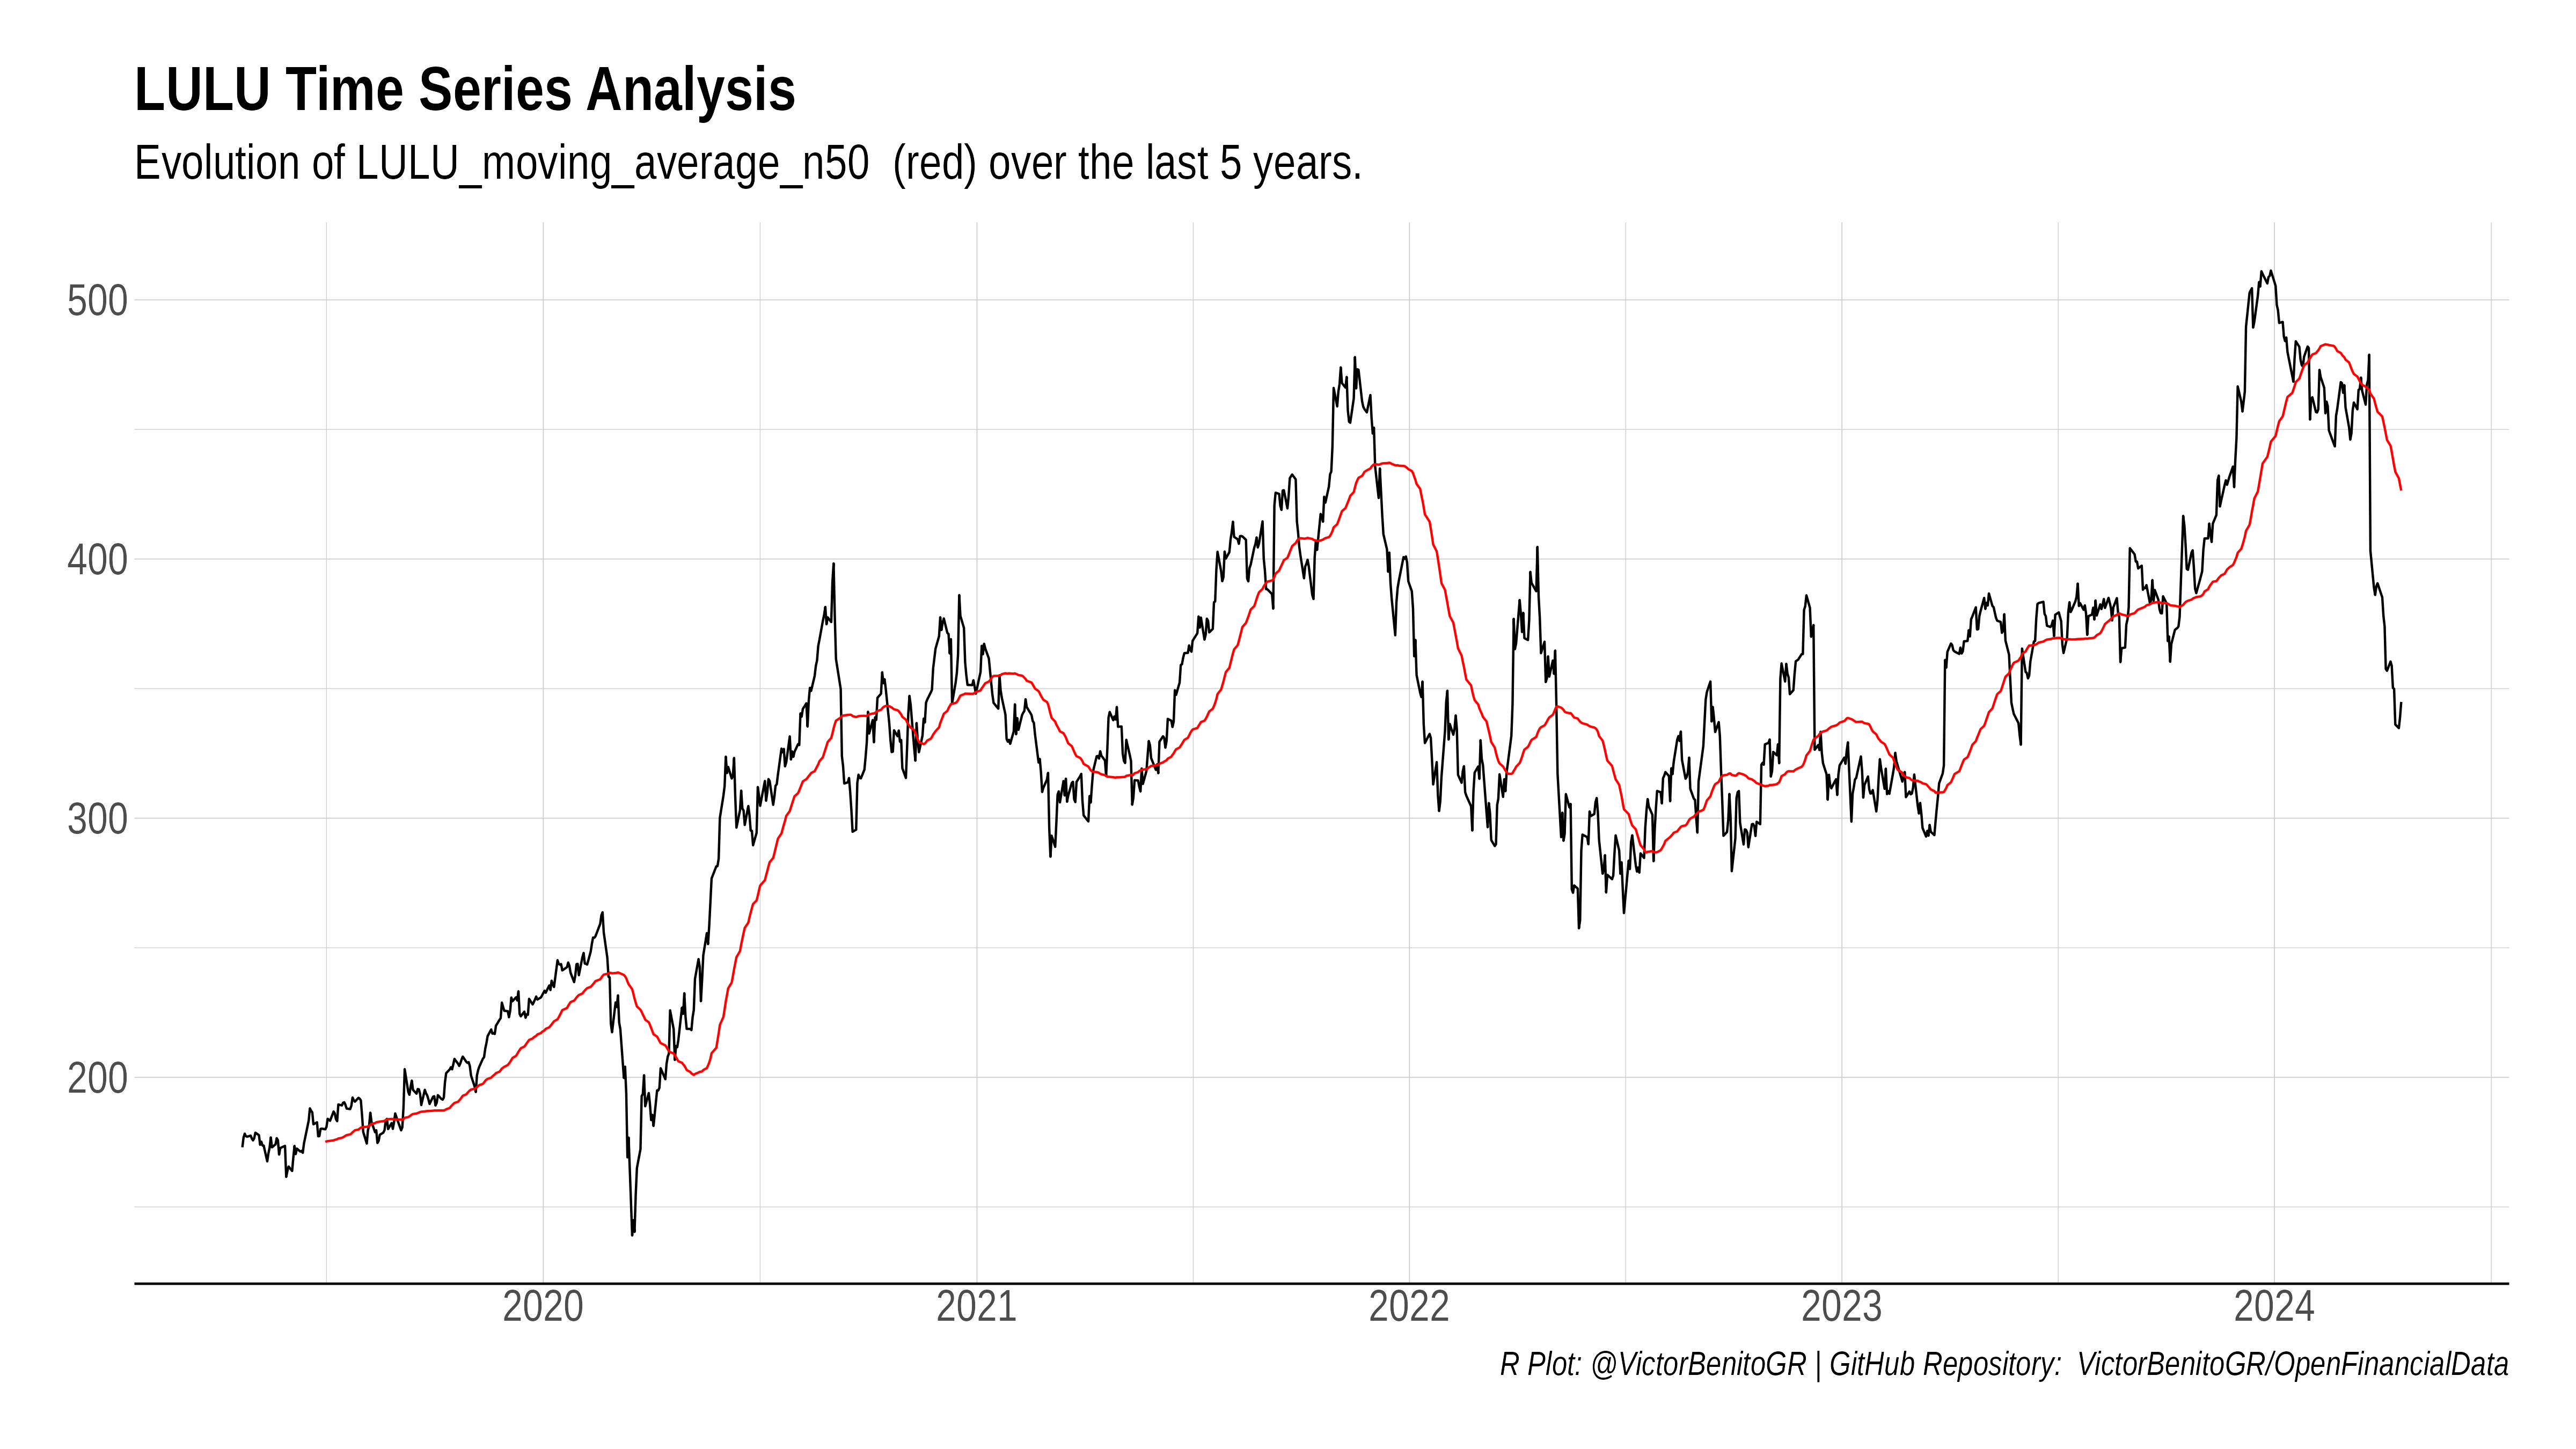 LULU Time Series Analysis
Evolution of LULU_moving_average_n50  (red) over the last 5 years.
500
400
300
200
2020 2021 2022 2023 2024
R Plot: @VictorBenitoGR | GitHub Repository:  VictorBenitoGR/OpenFinancialData